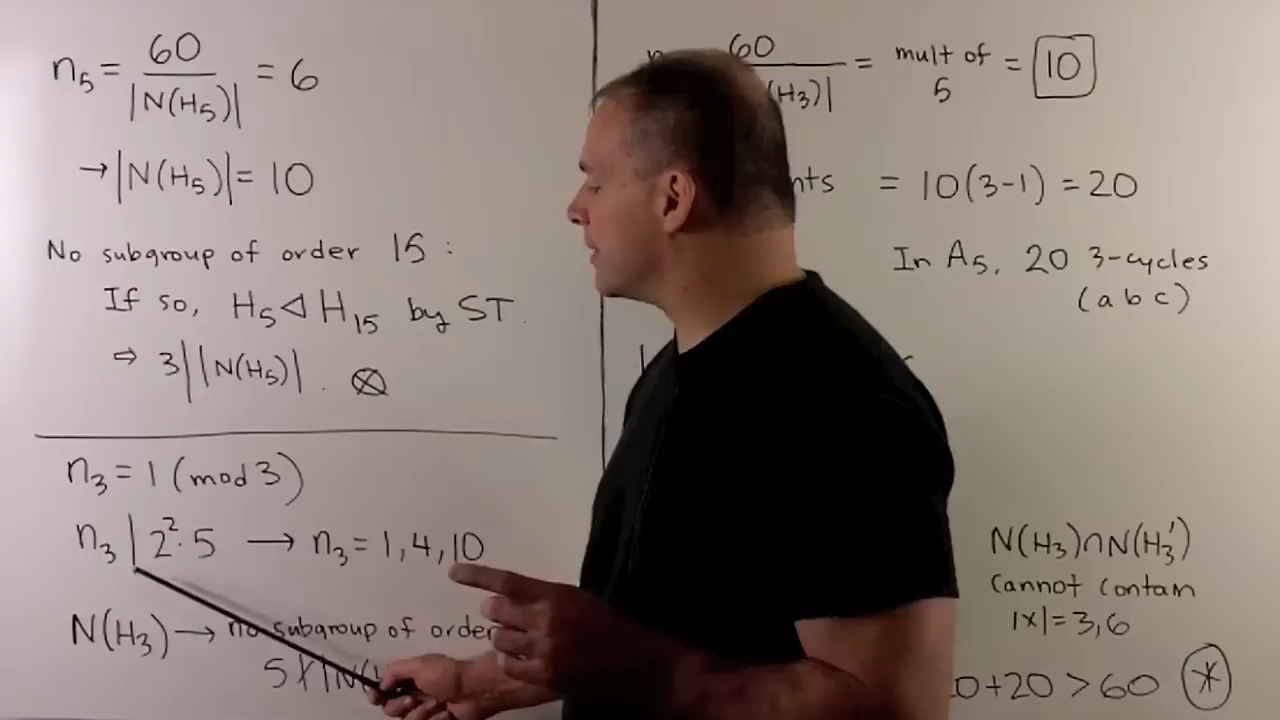 n₅ = 60 / |N(H₅)| = 6
→ |N(H₅)| = 10
No subgroup of order 15 :
If so, H₅ ◁ H₁₅ by ST.
⇒ 3 | |N(H₅)| . ⊗
n₃ = 1 (mod 3)
n₃ | 2² · 5 → n₃ = 1, 4, 10
N(H₃) → no subgroup of order
5 ∤ |N(
60 / (H₃)| = mult of 5 = 10
nts = 10(3-1) = 20
In A₅, 20 3-cycles
(a b c)
N(H₃) ∩ N(H₃')
cannot contain
|x| = 3, 6
0+20 > 60 *